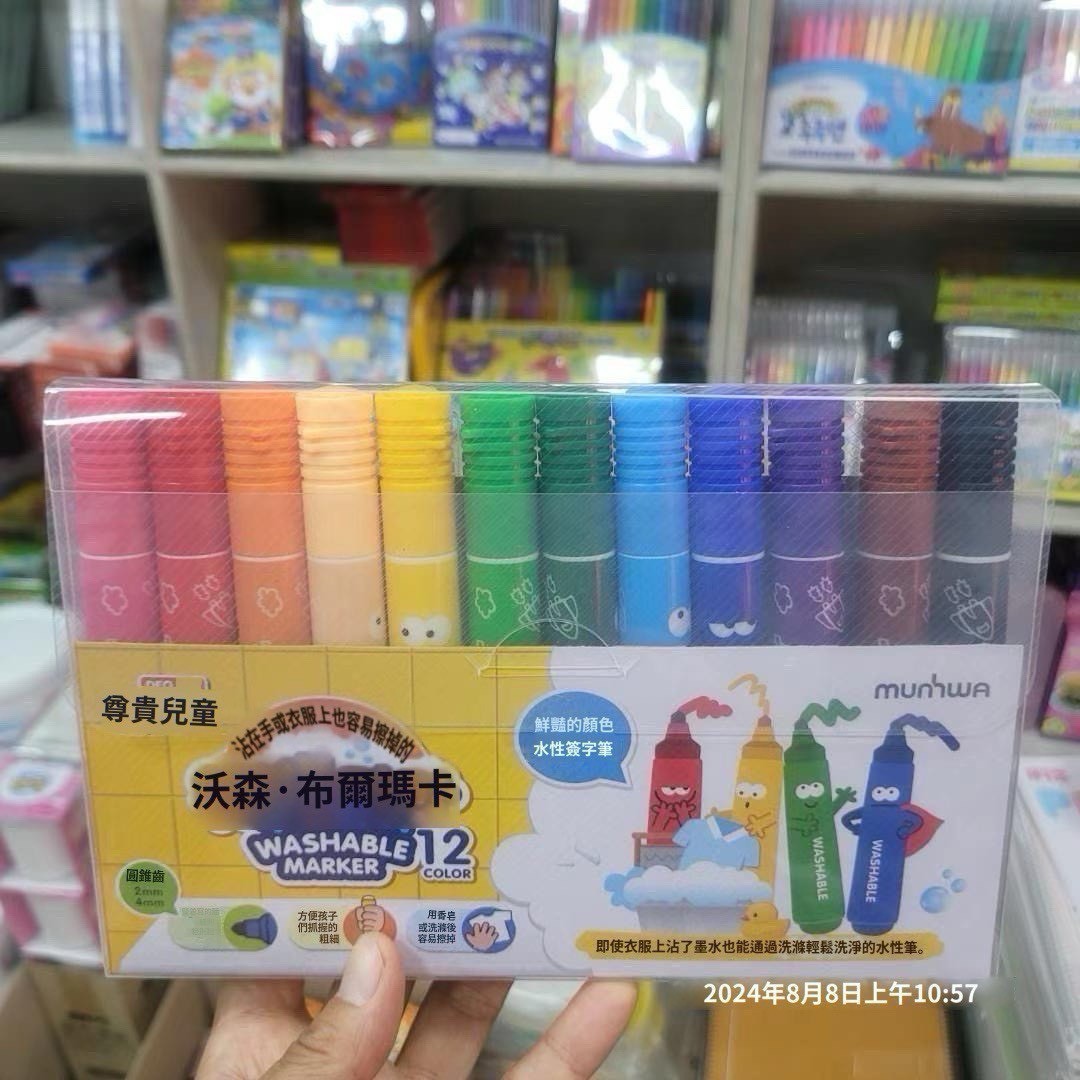 尊貴兒童
沾在手或衣服上也容易擦掉的
沃森·布爾瑪卡
WASHABLE
MARKER
12
COLOR
圓錐齒
2mm
4mm
方便孩子
們抓握的
粗細
用香皂
或洗滌後
容易擦掉
鮮豔的顏色
水性簽字筆
munhwa
WASHABLE
WASHABLE
即使衣服上沾了墨水也能通過洗滌輕鬆洗淨的水性筆。
2024年8月8日上午10:57